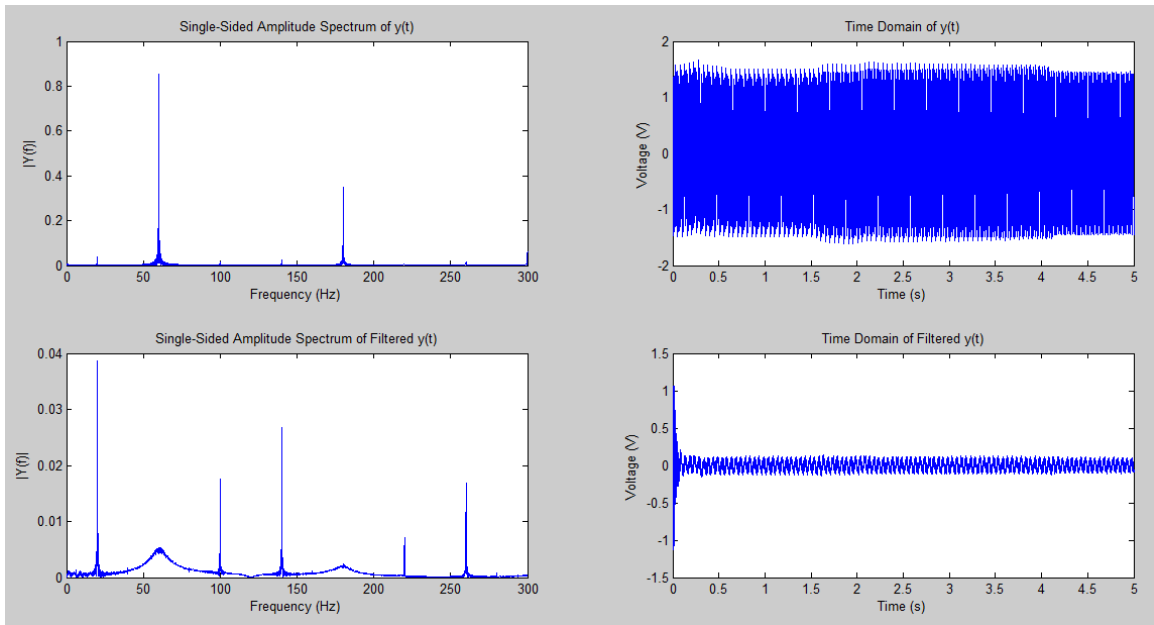 Single-Sided Amplitude Spectrum of y(t)
1
0.8
0.6
0.4
0.2
0
|Y(f)|
0 50 100 150 200 250 300
Frequency (Hz)
Time Domain of y(t)
2
1
0
-1
-2
Voltage (V)
0 0.5 1 1.5 2 2.5 3 3.5 4 4.5 5
Time (s)
Single-Sided Amplitude Spectrum of Filtered y(t)
0.04
0.03
0.02
0.01
0
|Y(f)|
0 50 100 150 200 250 300
Frequency (Hz)
Time Domain of Filtered y(t)
1.5
1
0.5
0
-0.5
-1
-1.5
Voltage (V)
0 0.5 1 1.5 2 2.5 3 3.5 4 4.5 5
Time (s)